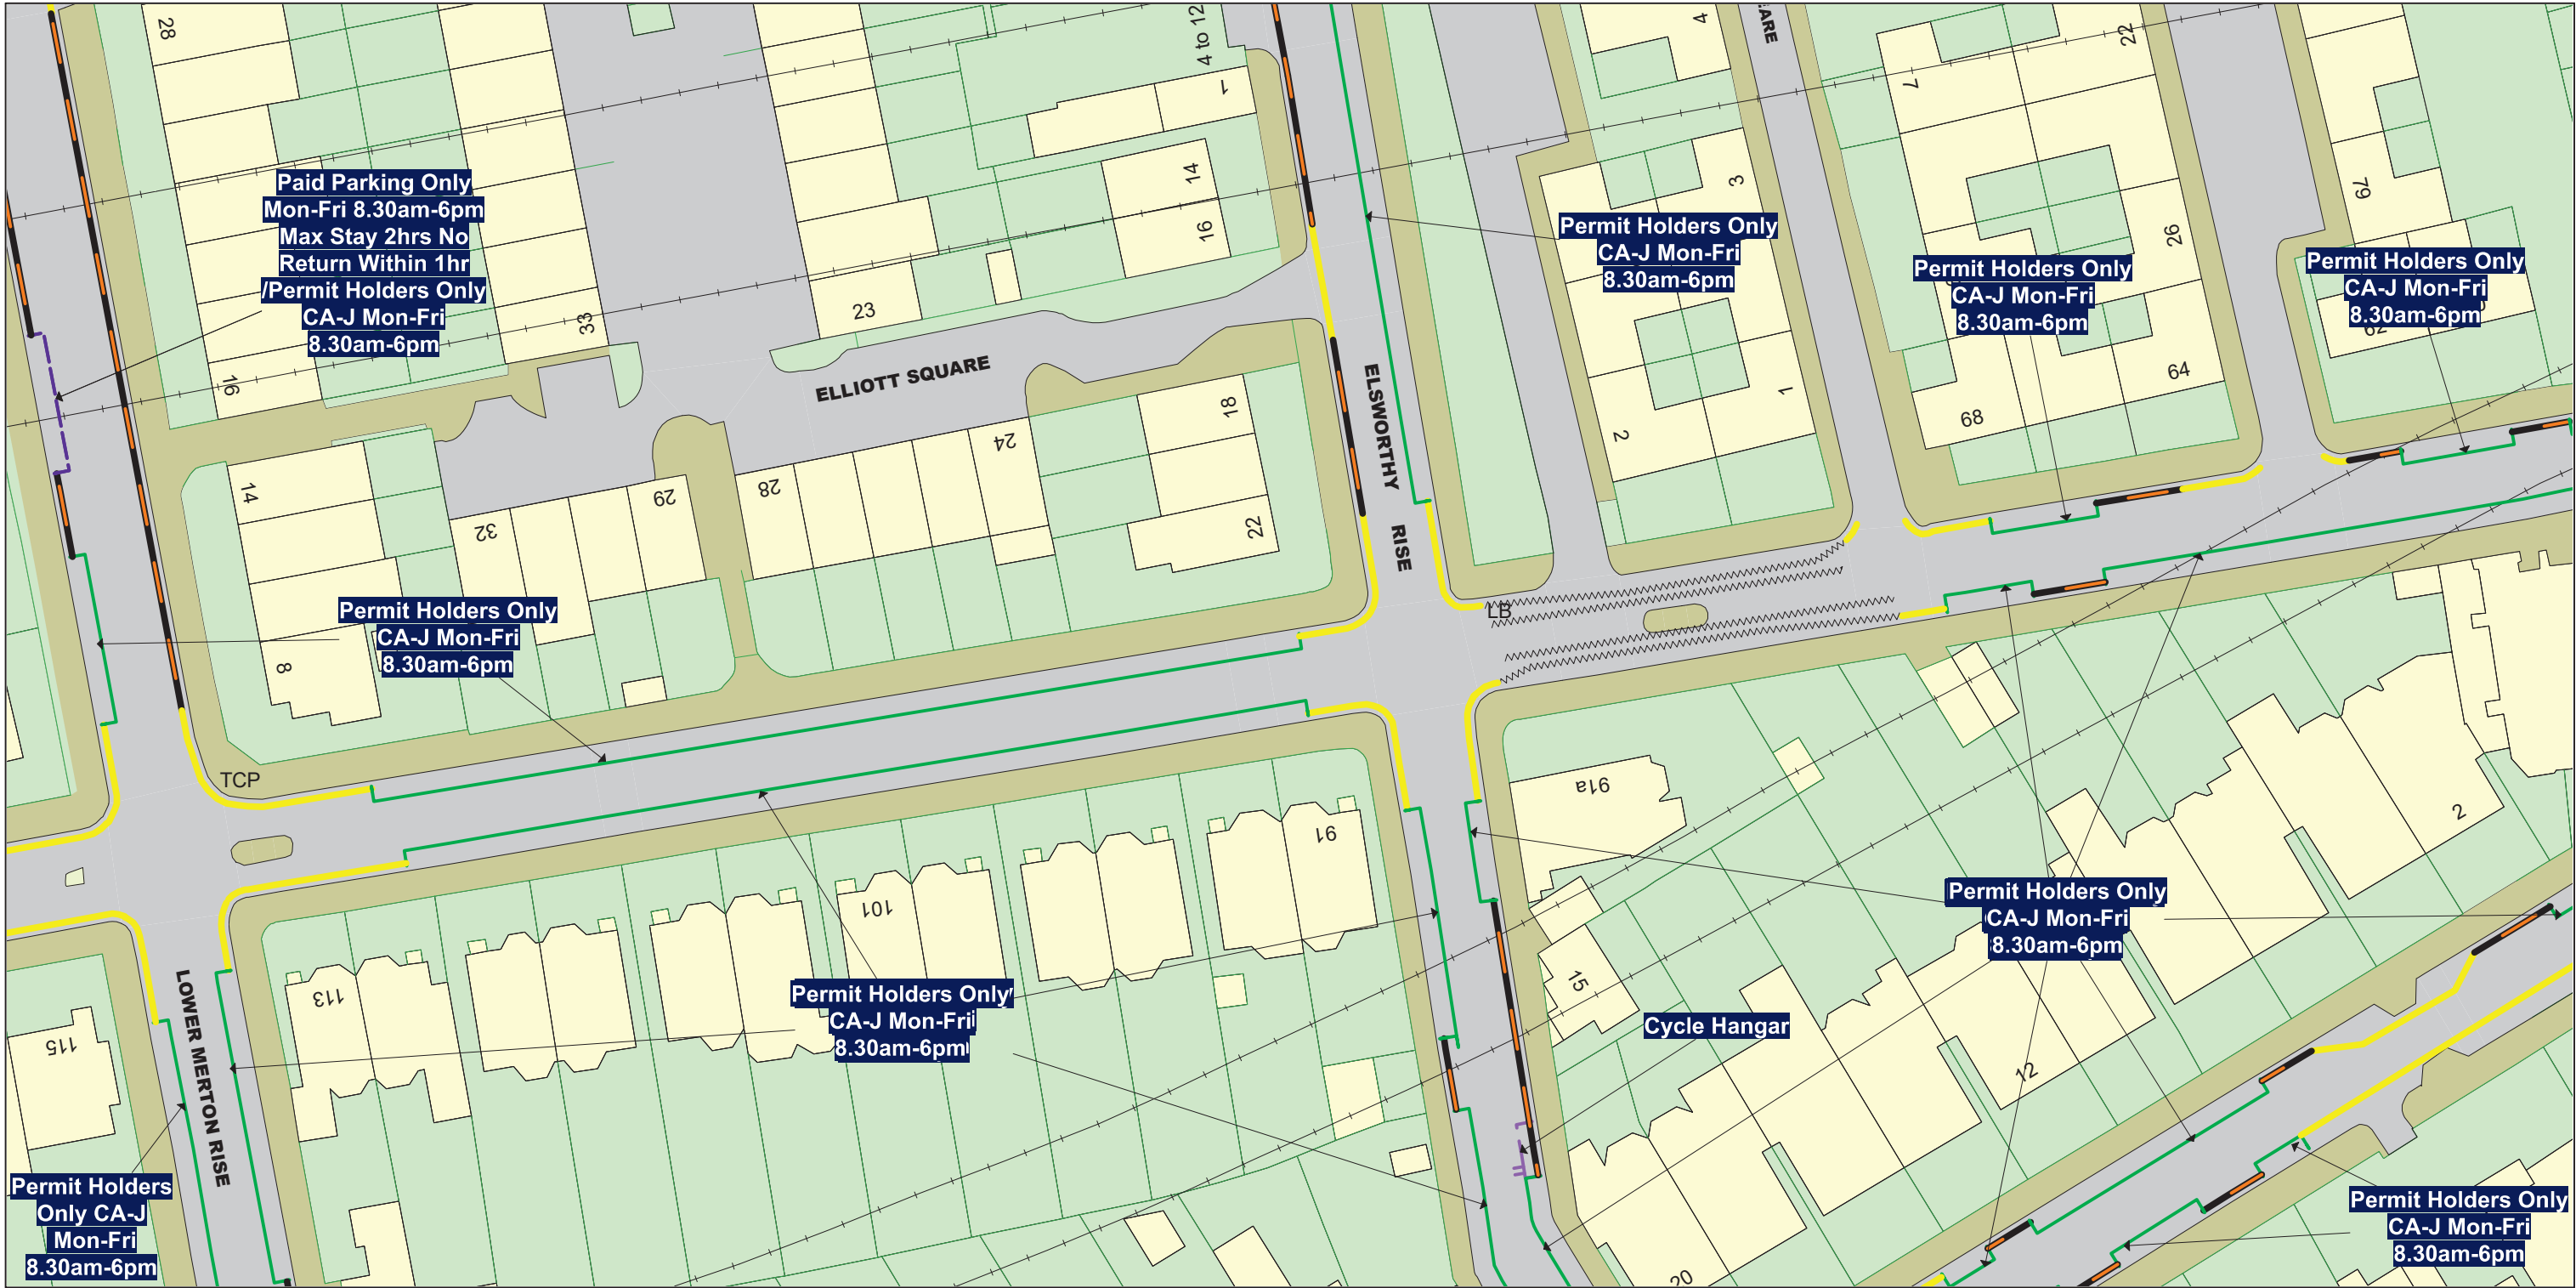 28
4 to 12
1
4
ARE
7
22
Paid Parking Only
Mon-Fri 8.30am-6pm
Max Stay 2hrs No
Return Within 1hr
/Permit Holders Only
CA-J Mon-Fri
8.30am-6pm
14
16
3
67
26
Permit Holders Only
CA-J Mon-Fri
8.30am-6pm
Permit Holders Only
CA-J Mon-Fri
8.30am-6pm
Permit Holders Only
CA-J Mon-Fri
8.30am-6pm
62
33
23
16
ELLIOTT SQUARE
ELSWORTHY RISE
18
24
1
2
64
68
14
32
29
28
22
LB
Permit Holders Only
CA-J Mon-Fri
8.30am-6pm
8
TCP
91a
91
2
101
113
115
LOWER MERTON RISE
15
12
20
Permit Holders Only
CA-J Mon-Fri
8.30am-6pm
Permit Holders Only
CA-J Mon-Fri
8.30am-6pm
Cycle Hangar
Permit Holders
Only CA-J
Mon-Fri
8.30am-6pm
Permit Holders Only
CA-J Mon-Fri
8.30am-6pm